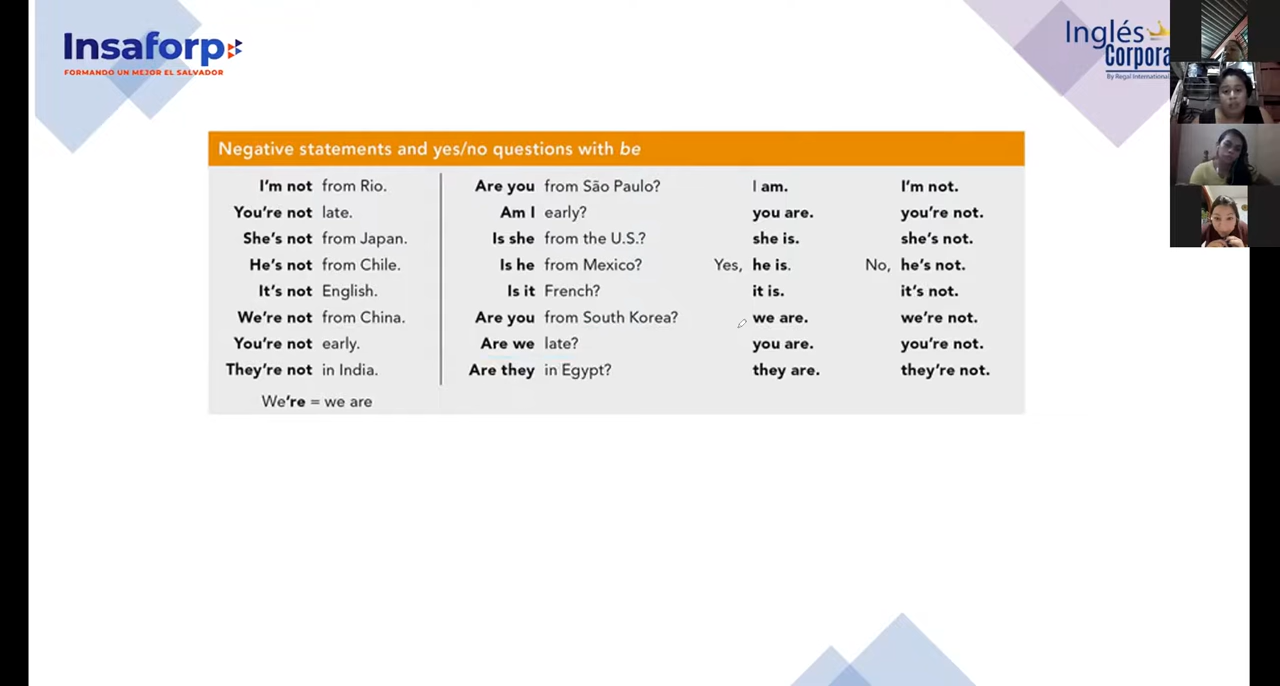 Insaforp
FORMANDO UN MEJOR EL SALVADOR
Inglés
Corpora
By Regal International
Negative statements and yes/no questions with be
I'm not from Rio. Are you from São Paulo? I am. I'm not.
You're not late. Am I early? you are. you're not.
She's not from Japan. Is she from the U.S.? she is. she's not.
He's not from Chile. Is he from Mexico? Yes, he is. No, he's not.
It's not English. Is it French? it is. it's not.
We're not from China. Are you from South Korea? we are. we're not.
You're not early. Are we late? you are. you're not.
They're not in India. Are they in Egypt? they are. they're not.
We're = we are